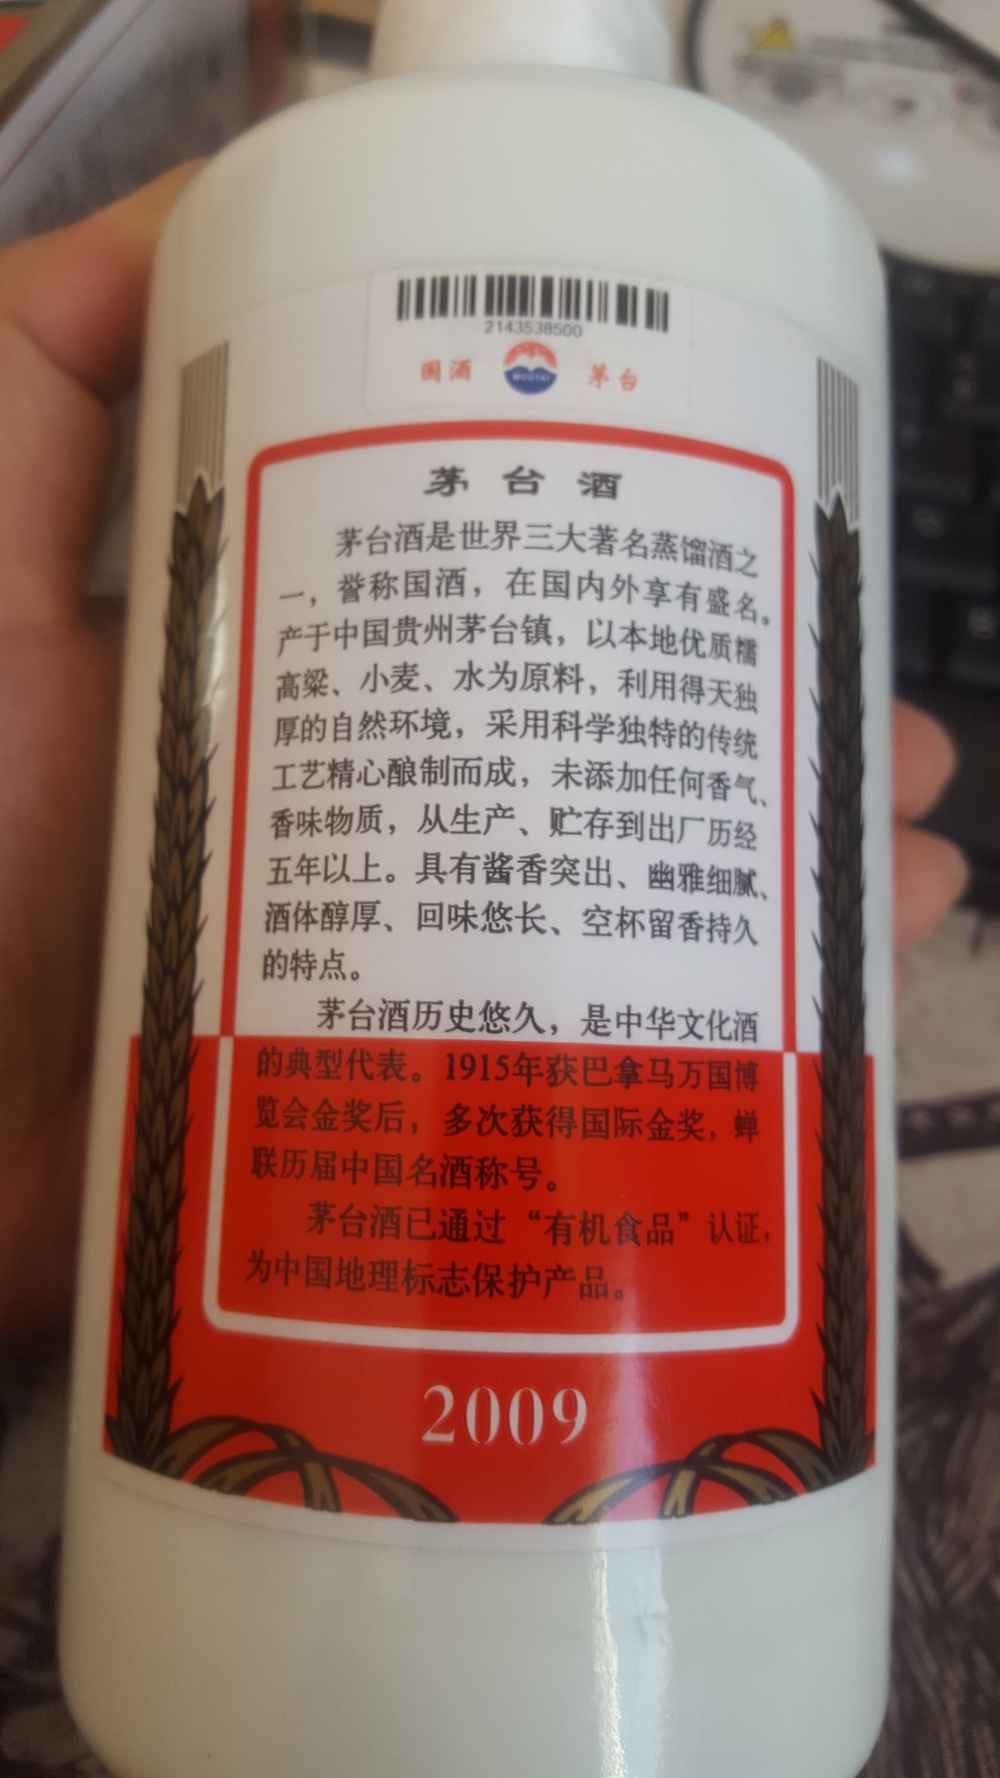 2143538500
国酒 MOUTAI 茅台
茅台酒
茅台酒是世界三大著名蒸馏酒之
一，誉称国酒，在国内外享有盛名。
产于中国贵州茅台镇，以本地优质糯
高粱、小麦、水为原料，利用得天独
厚的自然环境，采用科学独特的传统
工艺精心酿制而成，未添加任何香气、
香味物质，从生产、贮存到出厂历经
五年以上。具有酱香突出、幽雅细腻、
酒体醇厚、回味悠长、空杯留香持久
的特点。
茅台酒历史悠久，是中华文化酒
的典型代表。1915年获巴拿马万国博
览会金奖后，多次获得国际金奖，蝉
联历届中国名酒称号。
茅台酒已通过“有机食品”认证，
为中国地理标志保护产品。
2009